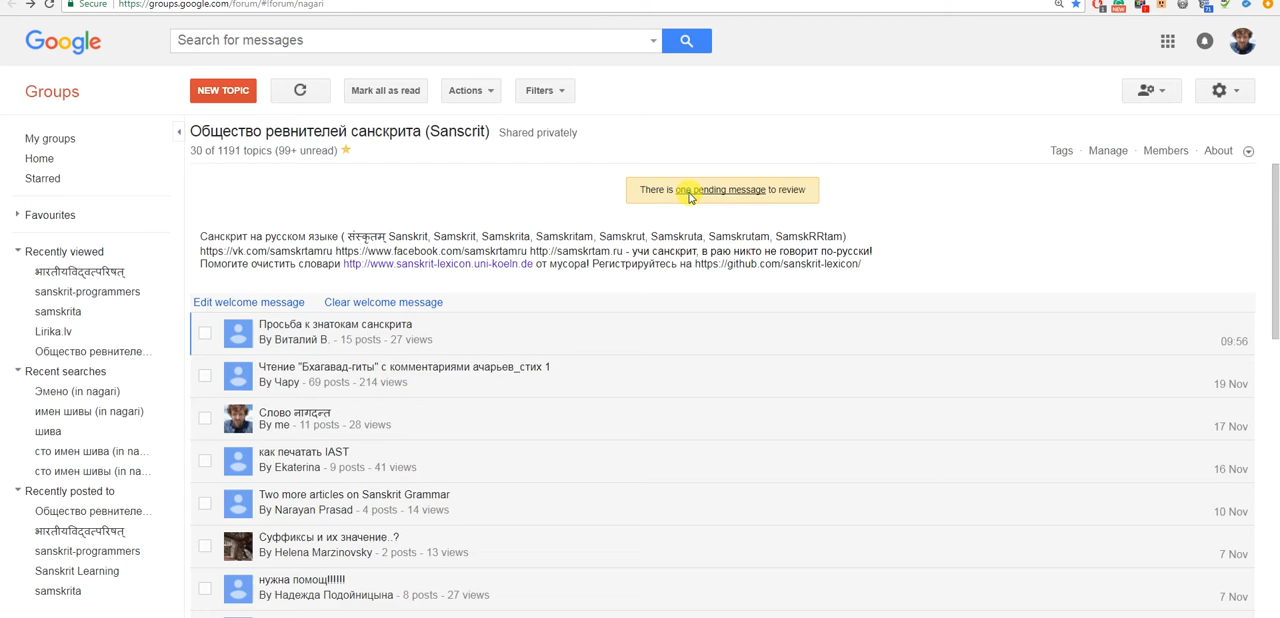 Secure https://groups.google.com/forum/#!forum/nagari
Google
Search for messages
Groups
NEW TOPIC
Mark all as read
Actions
Filters
My groups
Home
Starred
Favourites
Recently viewed
भारतीयविद्वत्परिषत्
sanskrit-programmers
samskrita
Lirika.lv
Общество ревнителе...
Recent searches
Эмено (in nagari)
имен шивы (in nagari)
шива
сто имен шива (in na...
сто имен шивы (in na...
Recently posted to
Общество ревнителе...
भारतीयविद्वत्परिषत्
sanskrit-programmers
Sanskrit Learning
samskrita
Общество ревнителей санскрита (Sanscrit) Shared privately
30 of 1191 topics (99+ unread)
Tags · Manage · Members · About
There is one pending message to review
Санскрит на русском языке ( संस्कृतम् Sanskrit, Samskrit, Samskrita, Samskritam, Samskrut, Samskruta, Samskrutam, SamskRRtam)
https://vk.com/samskrtamru https://www.facebook.com/samskrtamru http://samskrtam.ru - учи санскрит, в раю никто не говорит по-русски!
Помогите очистить словари http://www.sanskrit-lexicon.uni-koeln.de от мусора! Регистрируйтесь на https://github.com/sanskrit-lexicon/
Edit welcome message Clear welcome message
Просьба к знатокам санскрита
By Виталий В. - 15 posts - 27 views
09:56
Чтение "Бхагавад-гиты" с комментариями ачарьев_стих 1
By Чару - 69 posts - 214 views
19 Nov
Слово नागदन्त
By me - 11 posts - 28 views
17 Nov
как печатать IAST
By Ekaterina - 9 posts - 41 views
16 Nov
Two more articles on Sanskrit Grammar
By Narayan Prasad - 4 posts - 14 views
10 Nov
Суффиксы и их значение..?
By Helena Marzinovsky - 2 posts - 13 views
7 Nov
нужна помощ!!!!!!
By Надежда Подойницына - 8 posts - 27 views
7 Nov